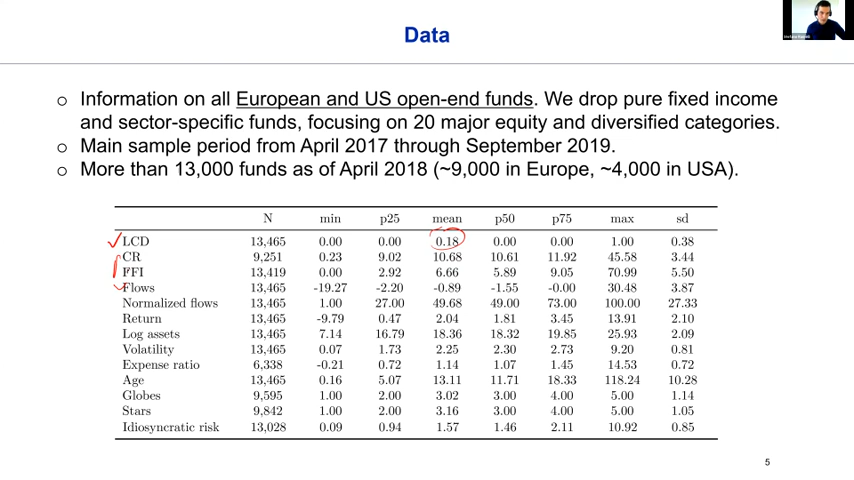 Data
o Information on all European and US open-end funds. We drop pure fixed income
and sector-specific funds, focusing on 20 major equity and diversified categories.
o Main sample period from April 2017 through September 2019.
o More than 13,000 funds as of April 2018 (~9,000 in Europe, ~4,000 in USA).
N min p25 mean p50 p75 max sd
LCD 13,465 0.00 0.00 0.18 0.00 0.00 1.00 0.38
CR 9,251 0.23 9.02 10.68 10.61 11.92 45.58 3.44
FFI 13,419 0.00 2.92 6.66 5.89 9.05 70.99 5.50
Flows 13,465 -19.27 -2.20 -0.89 -1.55 -0.00 30.48 3.87
Normalized flows 13,465 1.00 27.00 49.68 49.00 73.00 100.00 27.33
Return 13,465 -9.79 0.47 2.04 1.81 3.45 13.91 2.10
Log assets 13,465 7.14 16.79 18.36 18.32 19.85 25.93 2.09
Volatility 13,465 0.07 1.73 2.25 2.30 2.73 9.20 0.81
Expense ratio 6,338 -0.21 0.72 1.14 1.07 1.45 14.53 0.72
Age 13,465 0.16 5.07 13.11 11.71 18.33 118.24 10.28
Globes 9,595 1.00 2.00 3.02 3.00 4.00 5.00 1.14
Stars 9,842 1.00 2.00 3.16 3.00 4.00 5.00 1.05
Idiosyncratic risk 13,028 0.09 0.94 1.57 1.46 2.11 10.92 0.85
5